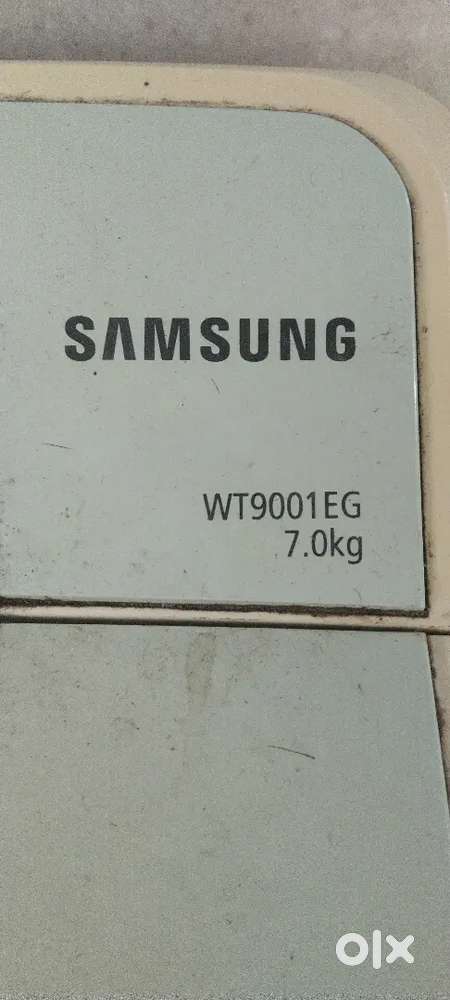 SAMSUNG
WT9001EG
7.0kg
olx